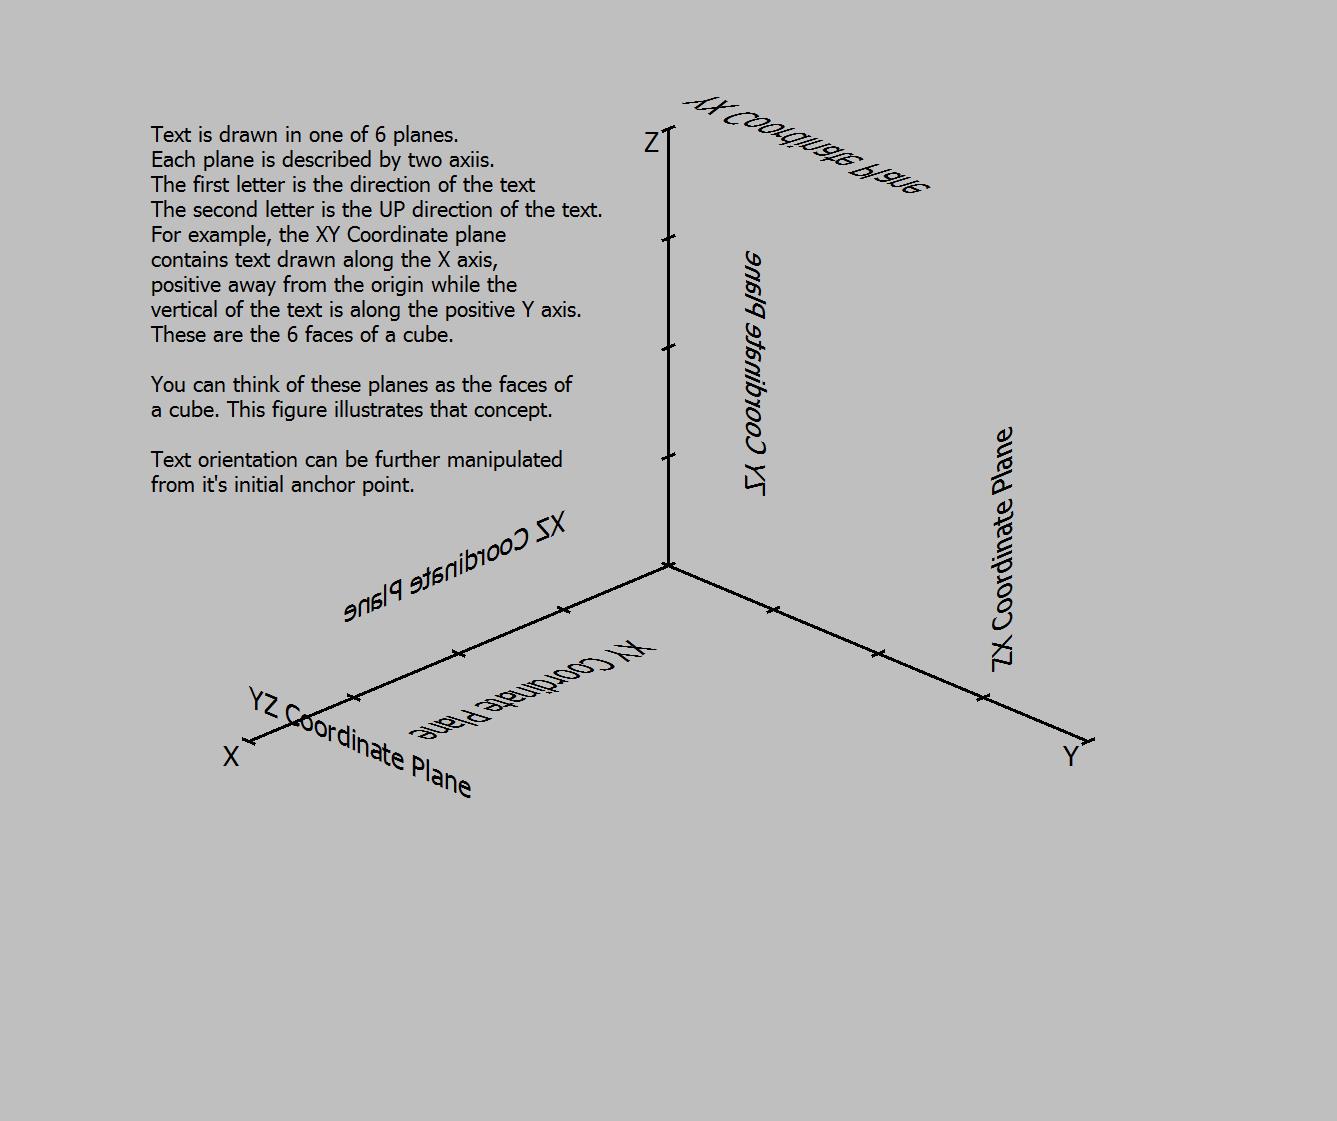 Text is drawn in one of 6 planes.
Each plane is described by two axiis.
The first letter is the direction of the text
The second letter is the UP direction of the text.
For example, the XY Coordinate plane
contains text drawn along the X axis,
positive away from the origin while the
vertical of the text is along the positive Y axis.
These are the 6 faces of a cube.
You can think of these planes as the faces of
a cube. This figure illustrates that concept.
Text orientation can be further manipulated
from it's initial anchor point.
Z
YX Coordinate Plane
ZY Coordinate Plane
ZX Coordinate Plane
XZ Coordinate Plane
XY Coordinate Plane
YZ Coordinate Plane
X
Y